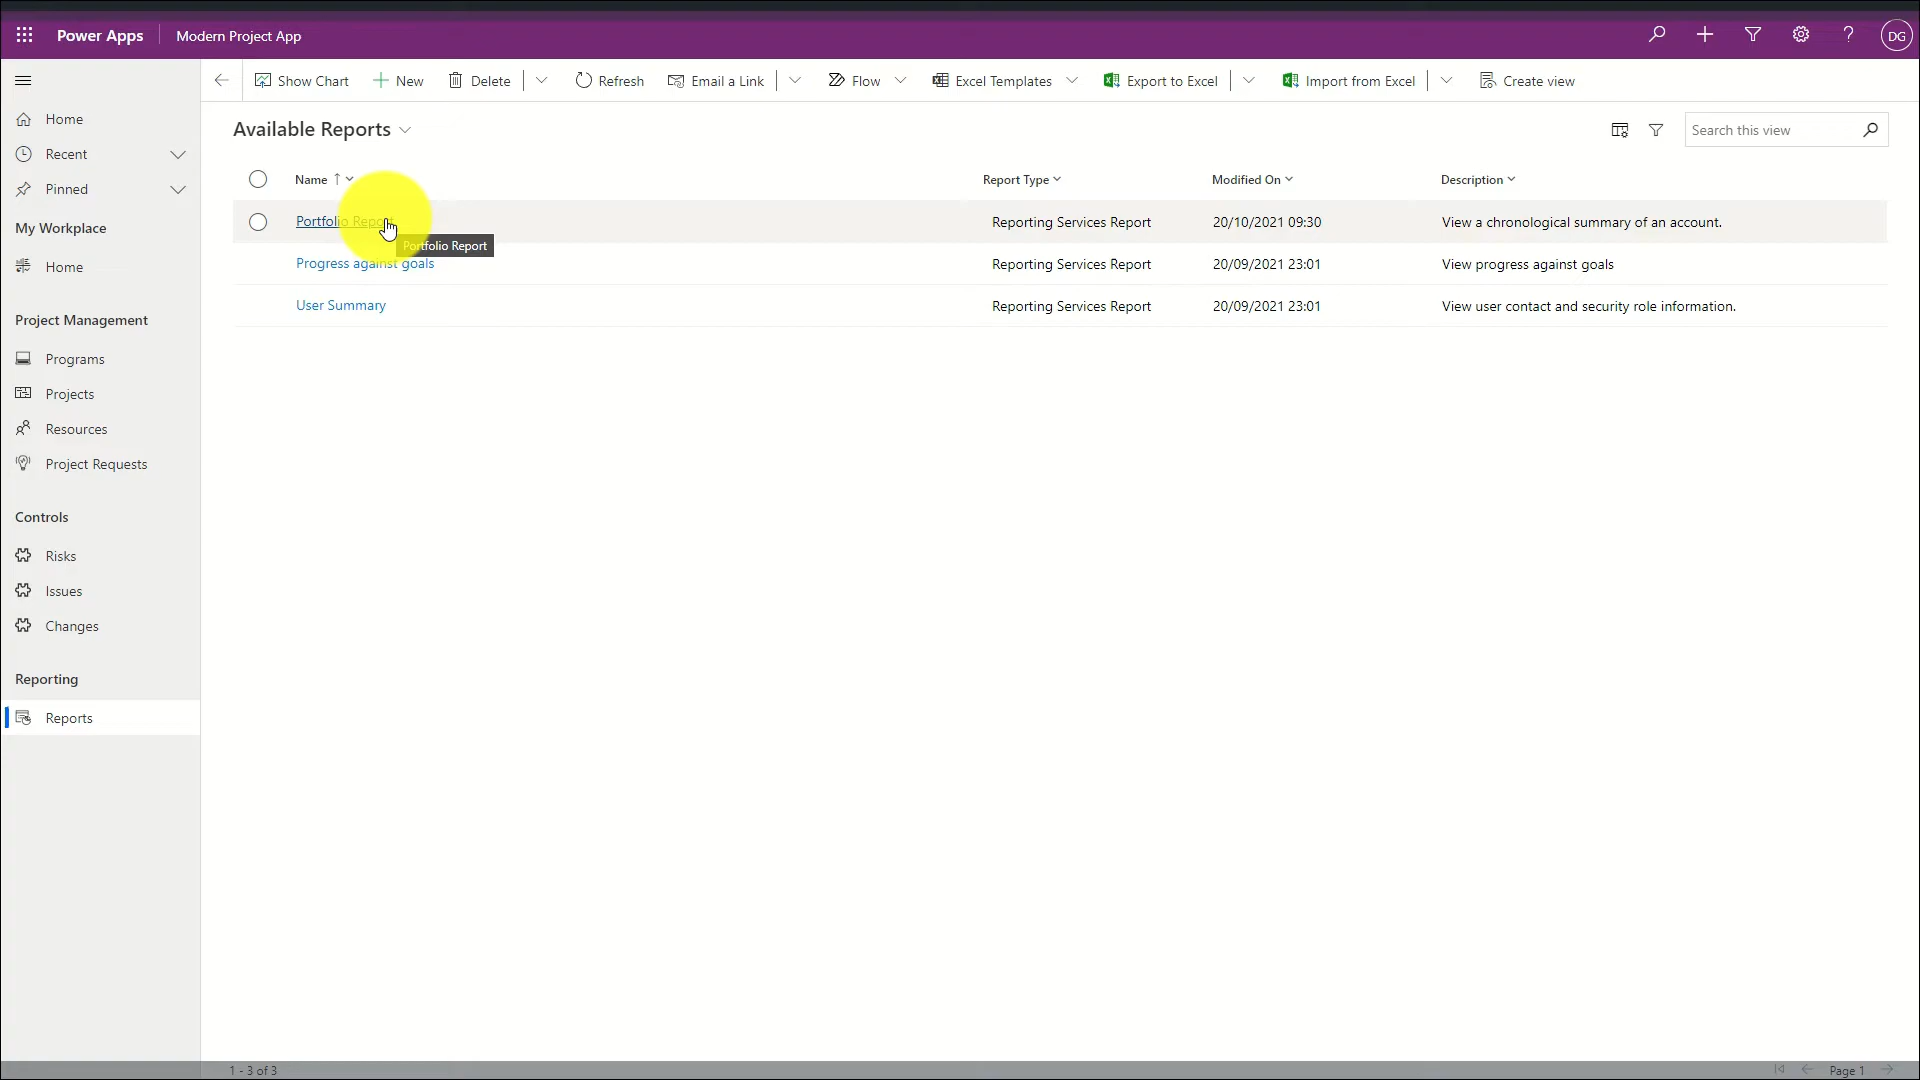 Power Apps Modern Project App DG
Show Chart New Delete Refresh Email a Link Flow Excel Templates Export to Excel Import from Excel Create view
Home
Recent
Pinned
My Workplace
Home
Project Management
Programs
Projects
Resources
Project Requests
Controls
Risks
Issues
Changes
Reporting
Reports
Available Reports
Search this view
Name Report Type Modified On Description
Portfolio Report Reporting Services Report 20/10/2021 09:30 View a chronological summary of an account.
Portfolio Report
Progress against goals Reporting Services Report 20/09/2021 23:01 View progress against goals
User Summary Reporting Services Report 20/09/2021 23:01 View user contact and security role information.
1 - 3 of 3 Page 1